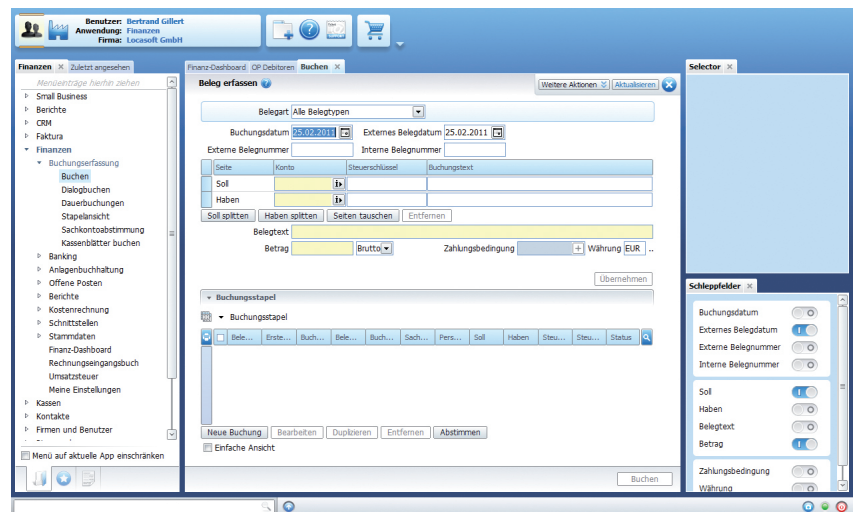 Benutzer: Bertrand Gillert
Anwendung: Finanzen
Firma: Locasoft GmbH
Finanzen
Zuletzt angesehen
Menüeinträge hierhin ziehen
Small Business
Berichte
CRM
Faktura
Finanzen
Buchungserfassung
Buchen
Dialogbuchen
Dauerbuchungen
Stapelansicht
Sachkontoabstimmung
Kassenblätter buchen
Banking
Anlagenbuchhaltung
Offene Posten
Berichte
Kostenrechnung
Schnittstellen
Stammdaten
Finanz-Dashboard
Rechnungseingangsbuch
Umsatzsteuer
Meine Einstellungen
Kassen
Kontakte
Firmen und Benutzer
Menü auf aktuelle App einschränken
Finanz-Dashboard OP Debitoren Buchen
Beleg erfassen
Weitere Aktionen Aktualisieren
Belegart Alle Belegtypen
Buchungsdatum 25.02.2011 Externes Belegdatum 25.02.2011
Externe Belegnummer Interne Belegnummer
Seite Konto Steuerschlüssel Buchungstext
Soll
Haben
Soll splitten Haben splitten Seiten tauschen Entfernen
Belegtext
Betrag Brutto Zahlungsbedingung Währung EUR ..
Übernehmen
Buchungsstapel
Buchungsstapel
Bele... Erste... Buch... Bele... Buch... Sach... Pers... Soll Haben Steu... Steu... Status
Neue Buchung Bearbeiten Duplizieren Entfernen Abstimmen
Einfache Ansicht
Buchen
Selector
Schleppfelder
Buchungsdatum
Externes Belegdatum
Externe Belegnummer
Interne Belegnummer
Soll
Haben
Belegtext
Betrag
Zahlungsbedingung
Währung